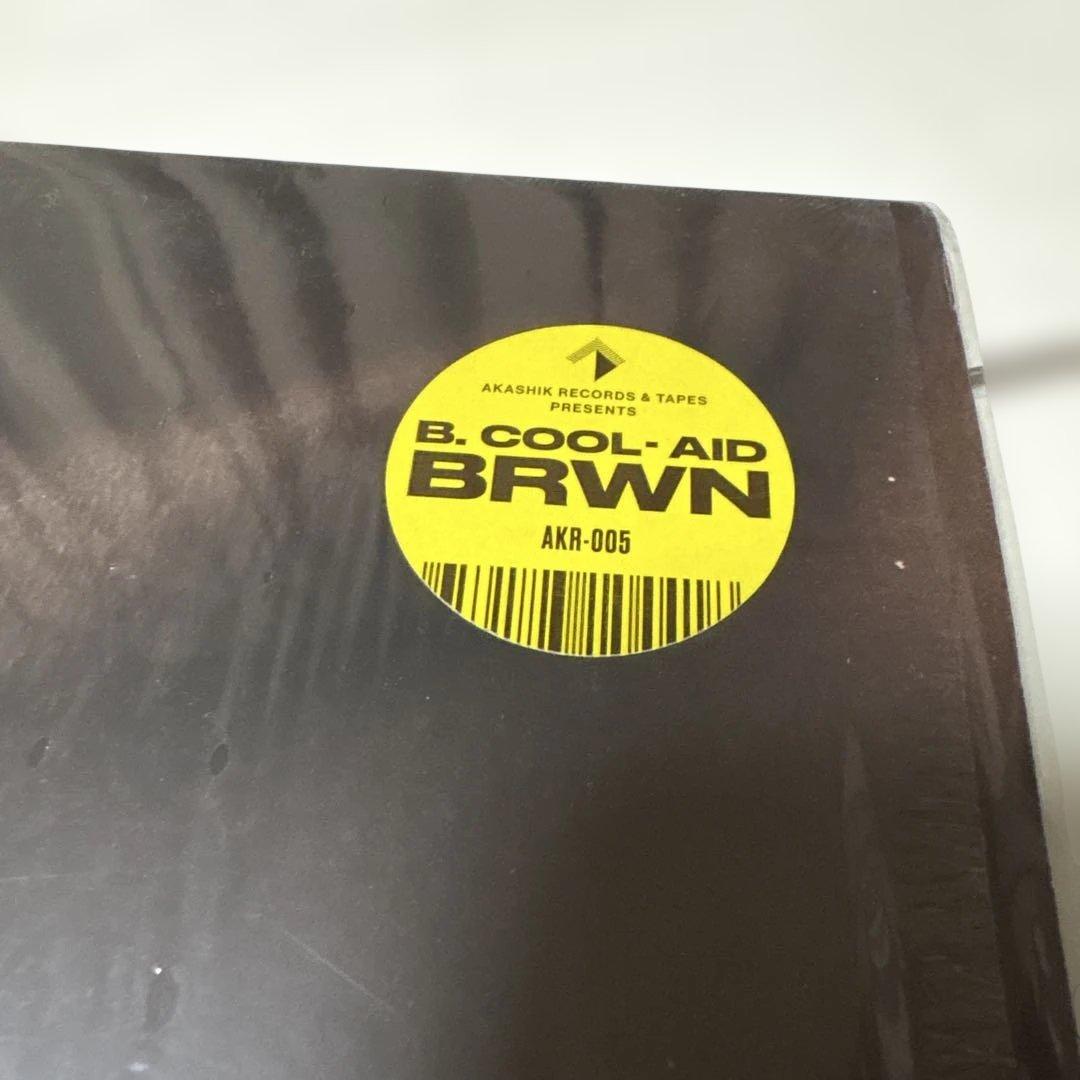 AKASHIK RECORDS & TAPES
PRESENTS
B. COOL- AID
BRWN
AKR-005